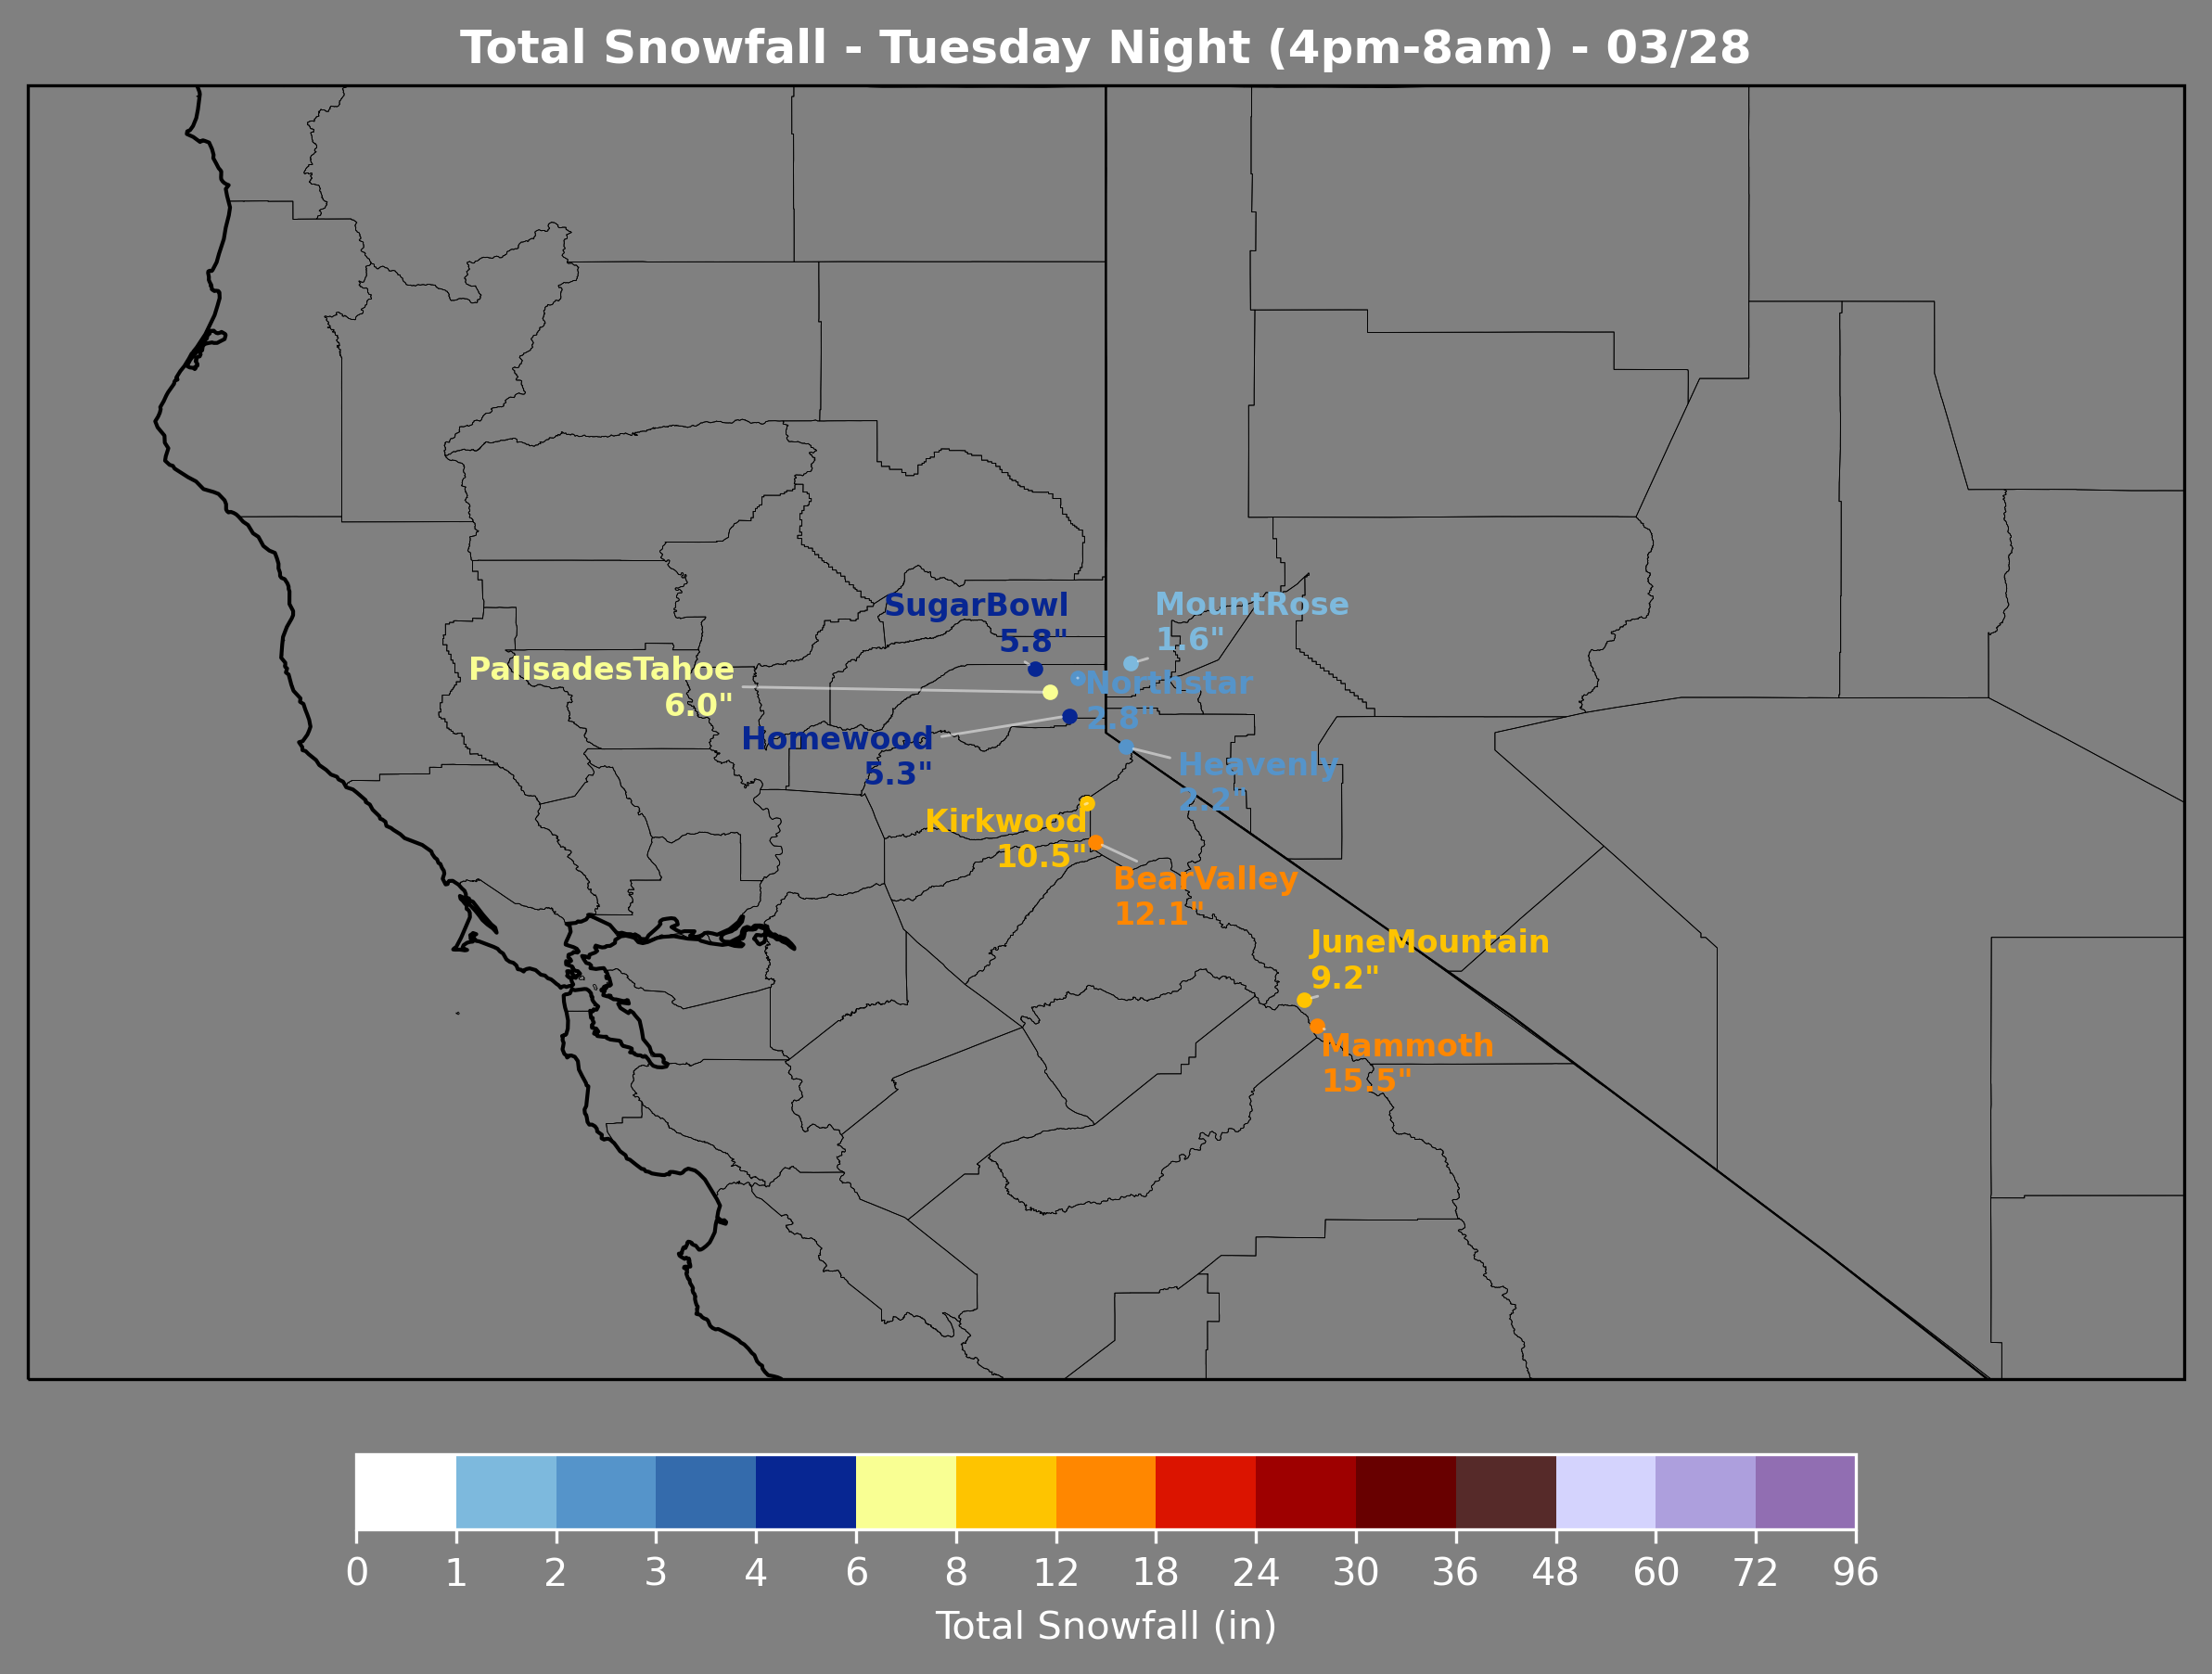 Total Snowfall - Tuesday Night (4pm-8am) - 03/28
SugarBowl
5.8"
MountRose
1.6"
PalisadesTahoe
6.0"
Northstar
2.8"
Homewood
5.3"
Heavenly
2.2"
Kirkwood
10.5"
BearValley
12.1"
JuneMountain
9.2"
Mammoth
15.5"
0 1 2 3 4 6 8 12 18 24 30 36 48 60 72 96
Total Snowfall (in)